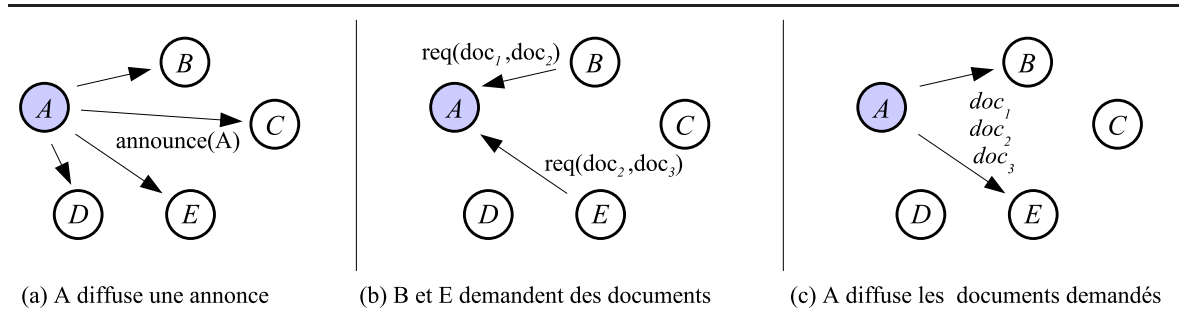 A
B
C
announce(A)
D
E
(a) A diffuse une annonce
req(doc1,doc2)
B
A
C
req(doc2,doc3)
D
E
(b) B et E demandent des documents
A
B
doc1
doc2
doc3
C
D
E
(c) A diffuse les documents demandés